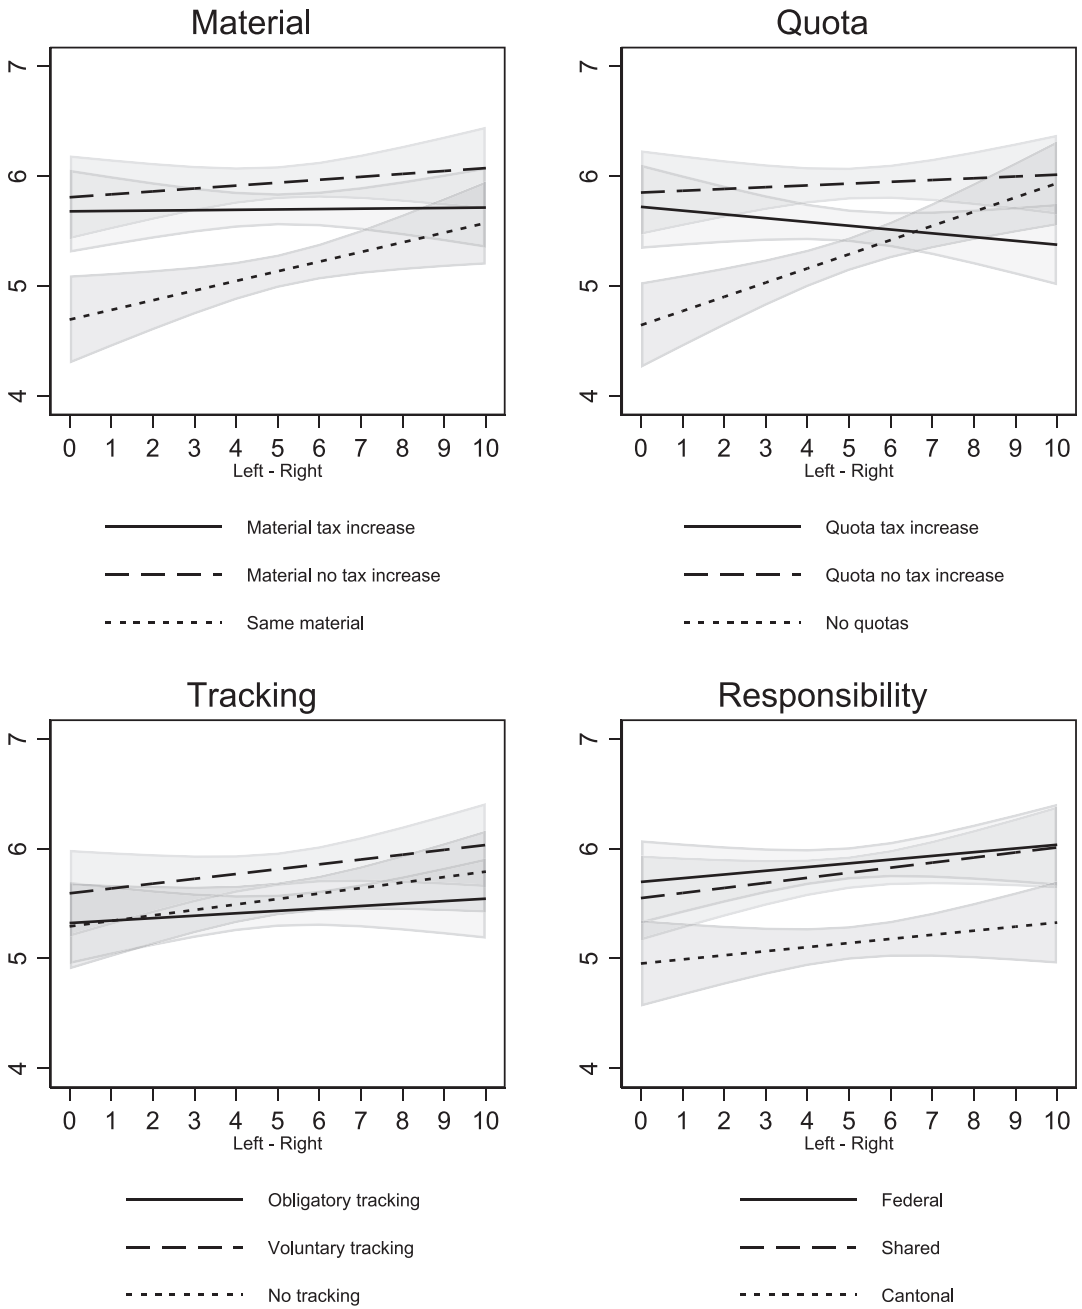 Material
7
6
5
4
0 1 2 3 4 5 6 7 8 9 10
Left - Right
Material tax increase
Material no tax increase
Same material
Quota
7
6
5
4
0 1 2 3 4 5 6 7 8 9 10
Left - Right
Quota tax increase
Quota no tax increase
No quotas
Tracking
7
6
5
4
0 1 2 3 4 5 6 7 8 9 10
Left - Right
Obligatory tracking
Voluntary tracking
No tracking
Responsibility
7
6
5
4
0 1 2 3 4 5 6 7 8 9 10
Left - Right
Federal
Shared
Cantonal